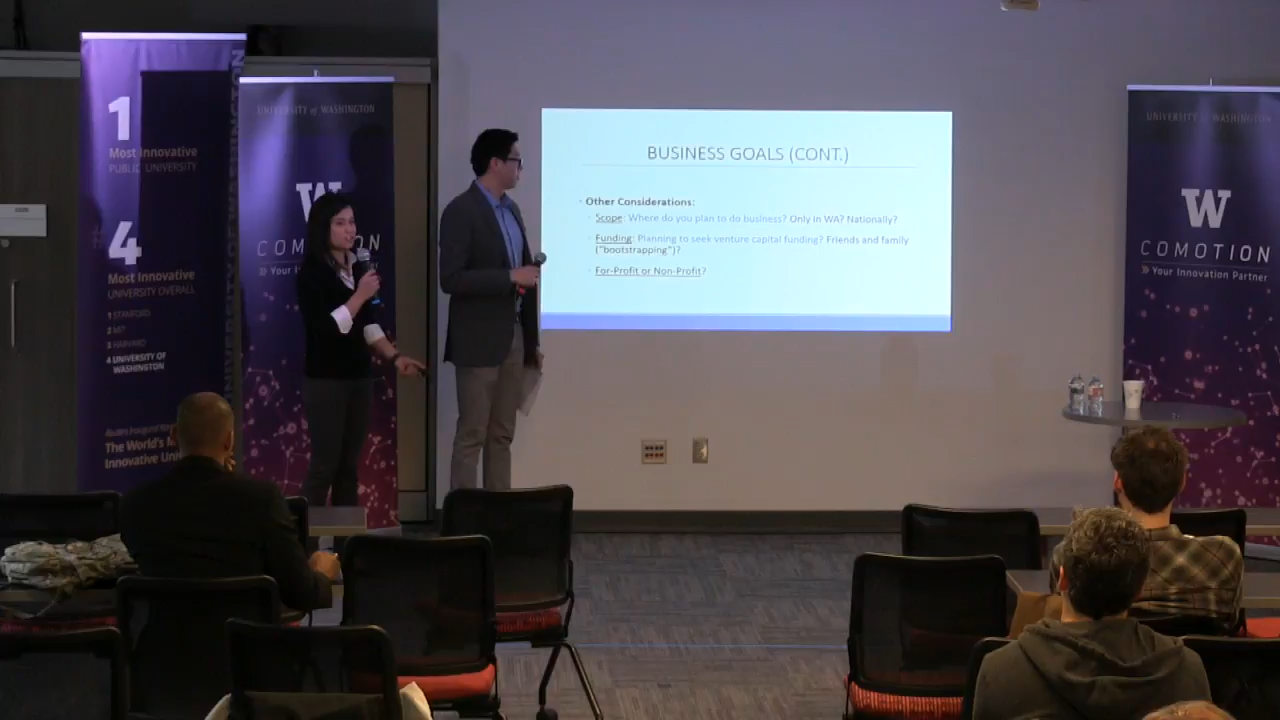 1
Most Innovative
PUBLIC UNIVERSITY
4
Most Innovative
UNIVERSITY OVERALL
1 STANFORD
2 MIT
3 HARVARD
4 UNIVERSITY OF
WASHINGTON
The World's
Innovative
UNIVERSITY of WASHINGTON
W
COMOTION
Your
BUSINESS GOALS (CONT.)
Other Considerations:
Scope: Where do you plan to do business? Only in WA? Nationally?
Funding: Planning to seek venture capital funding? Friends and family
("bootstrapping")?
For-Profit or Non-Profit?
UNIVERSITY of WASHINGTON
W
COMOTION
Your Innovation Partner